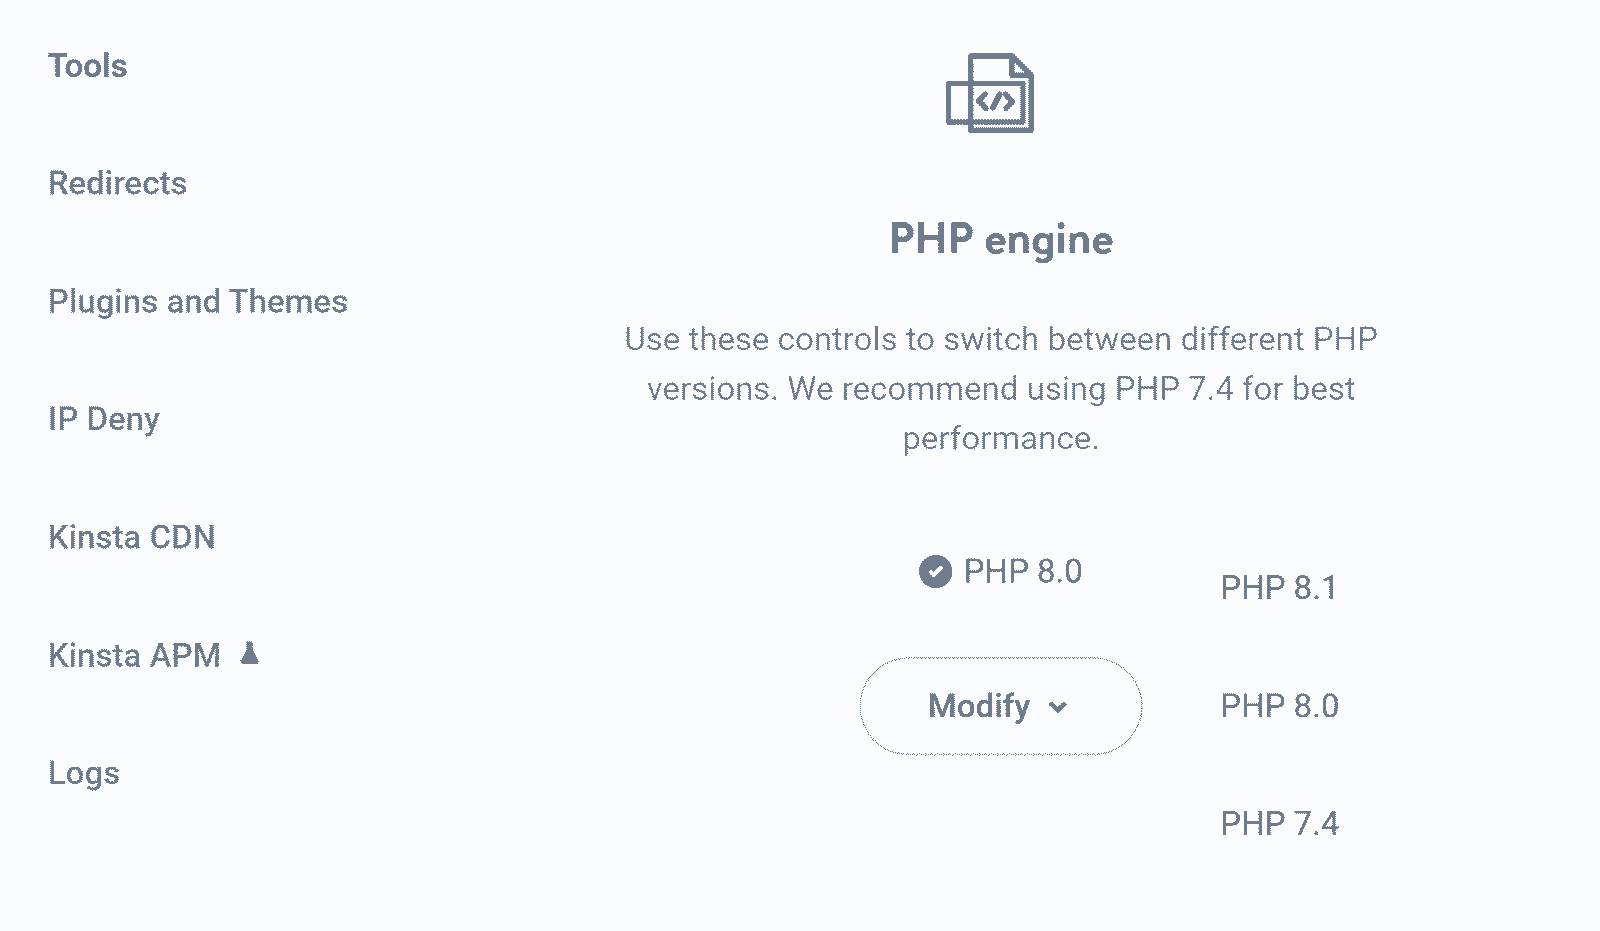 Tools
Redirects
Plugins and Themes
IP Deny
Kinsta CDN
Kinsta APM
Logs
</>
PHP engine
Use these controls to switch between different PHP
versions. We recommend using PHP 7.4 for best
performance.
PHP 8.0
Modify
PHP 8.1
PHP 8.0
PHP 7.4